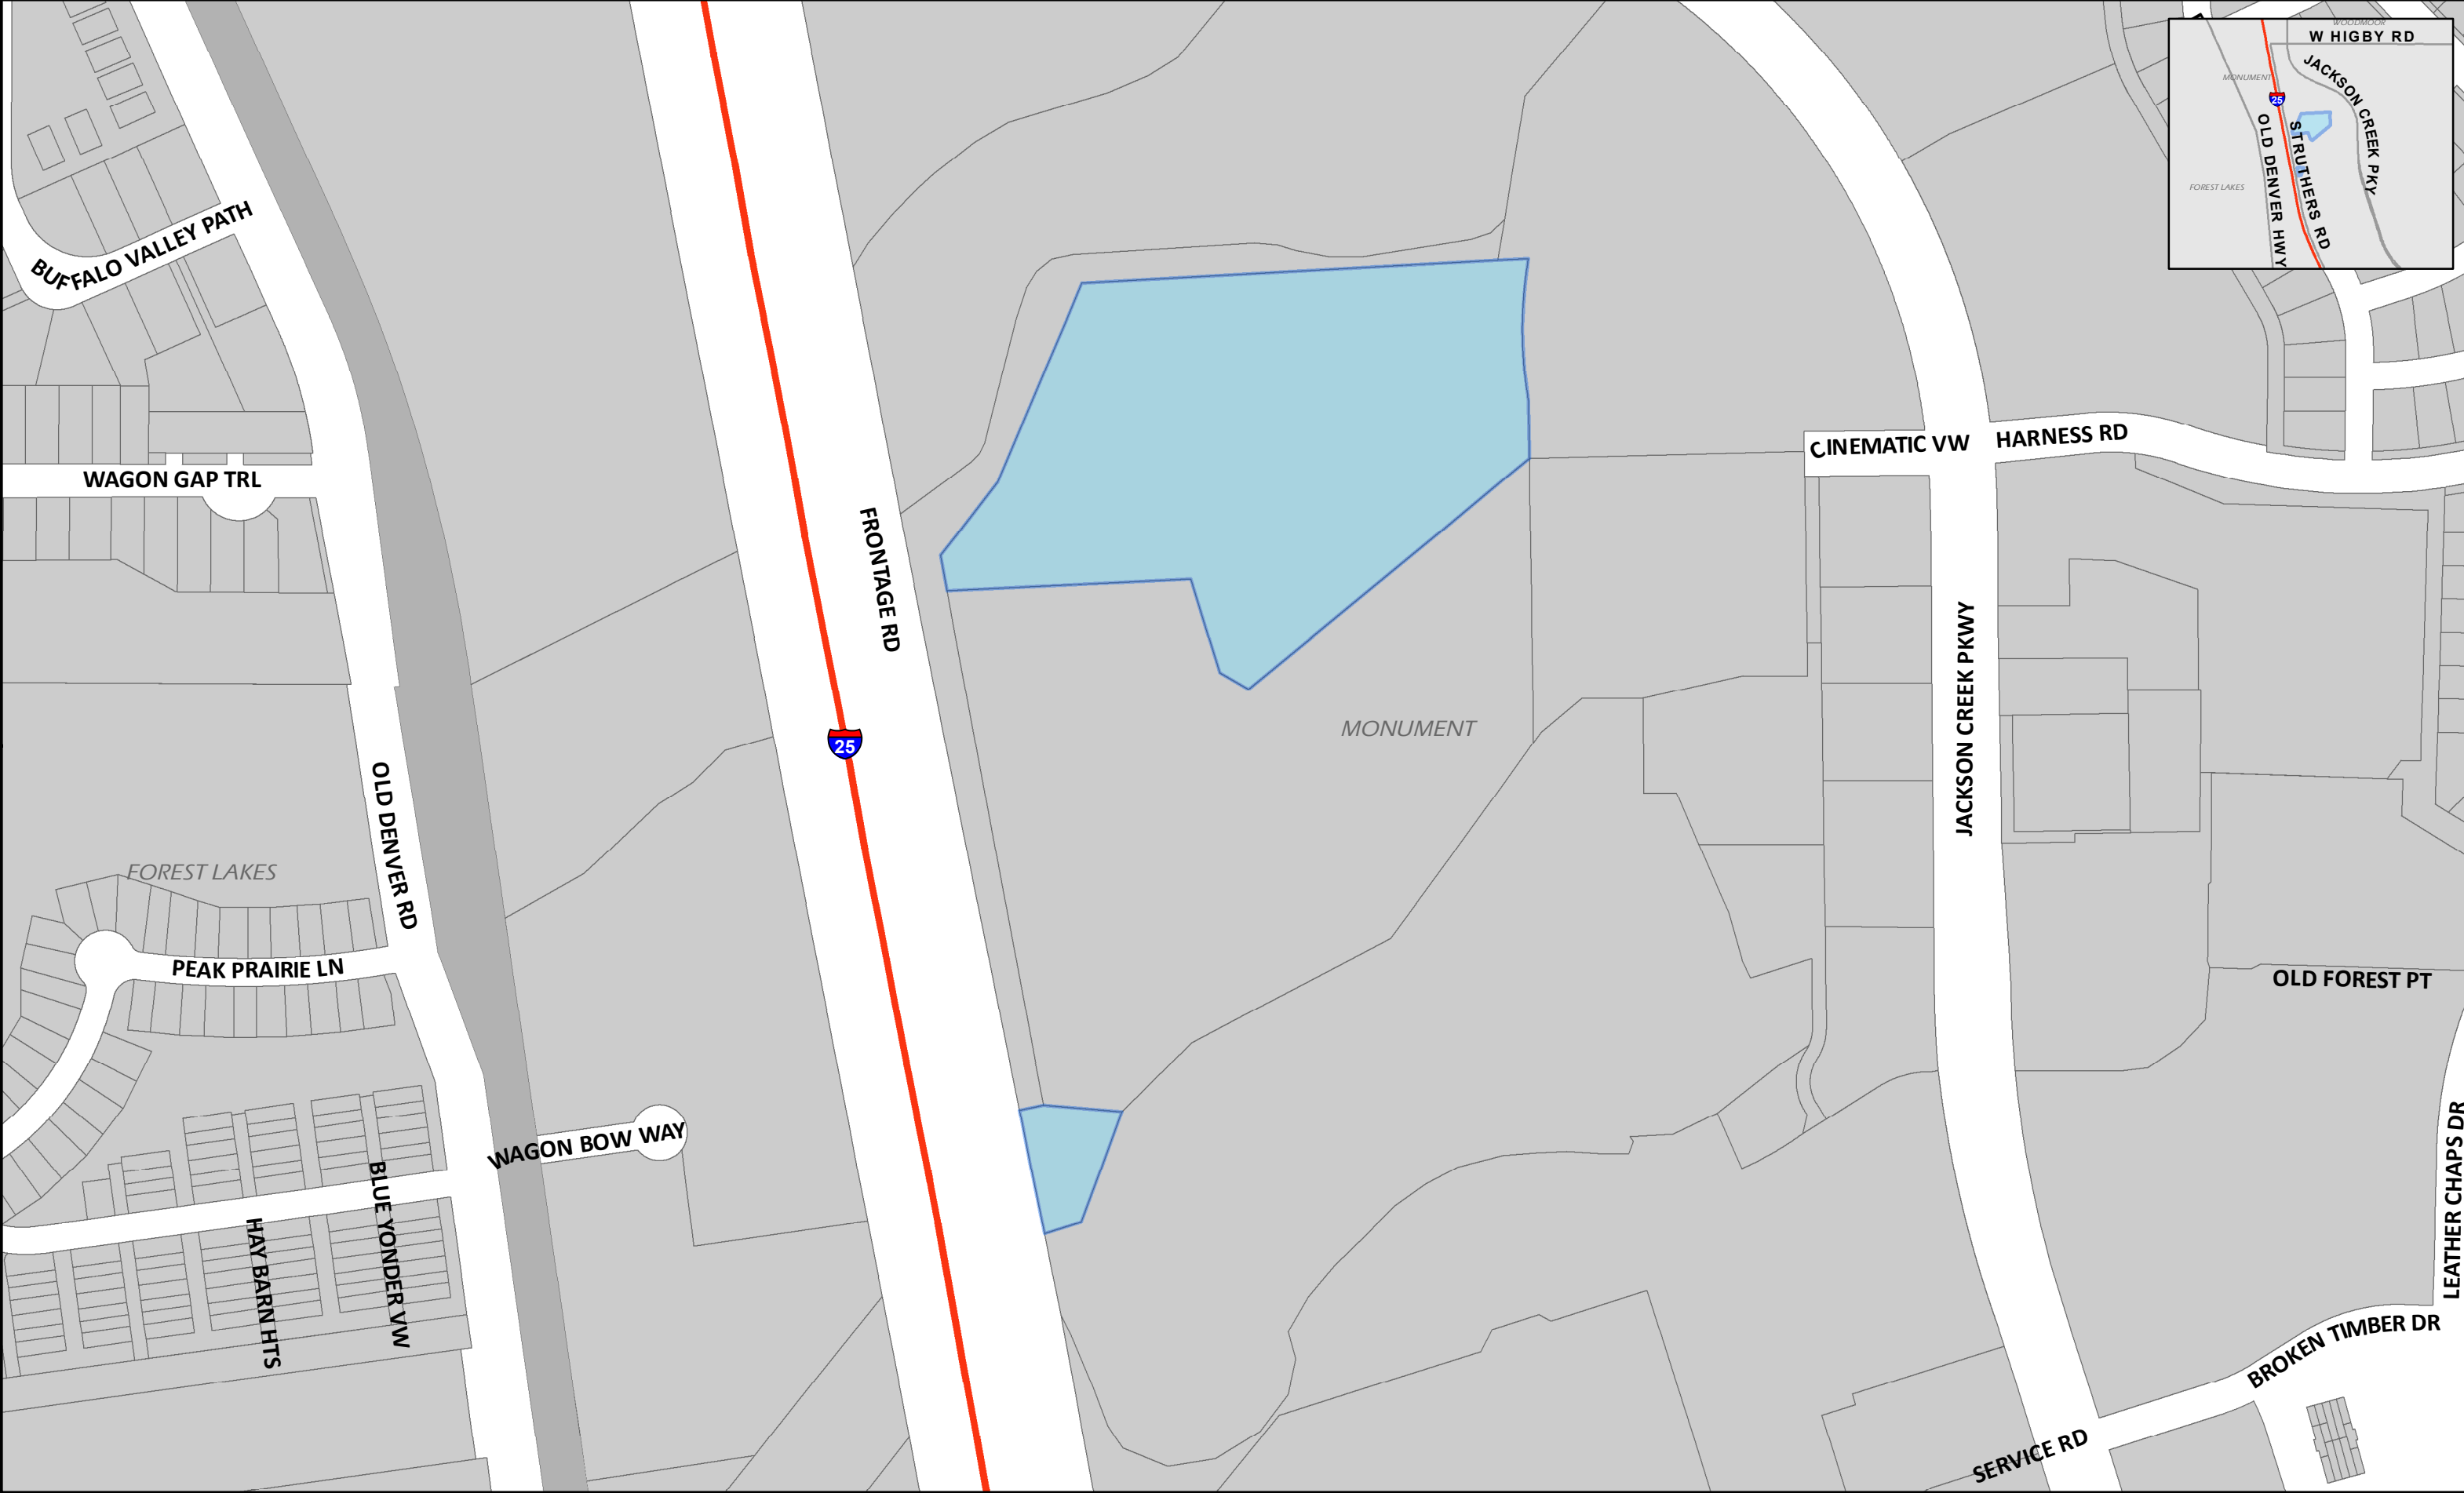 WOODMOOR
W HIGBY RD
JACKSON CREEK PKY
MONUMENT
25
OLD DENVER HWY
STRUTHERS RD
FOREST LAKES
BUFFALO VALLEY PATH
CINEMATIC VW
HARNESS RD
WAGON GAP TRL
FRONTAGE RD
JACKSON CREEK PKWY
MONUMENT
25
OLD DENVER RD
FOREST LAKES
PEAK PRAIRIE LN
OLD FOREST PT
WAGON BOW WAY
BLUE YONDER VW
HAY BARN HTS
LEATHER CHAPS DR
BROKEN TIMBER DR
SERVICE RD